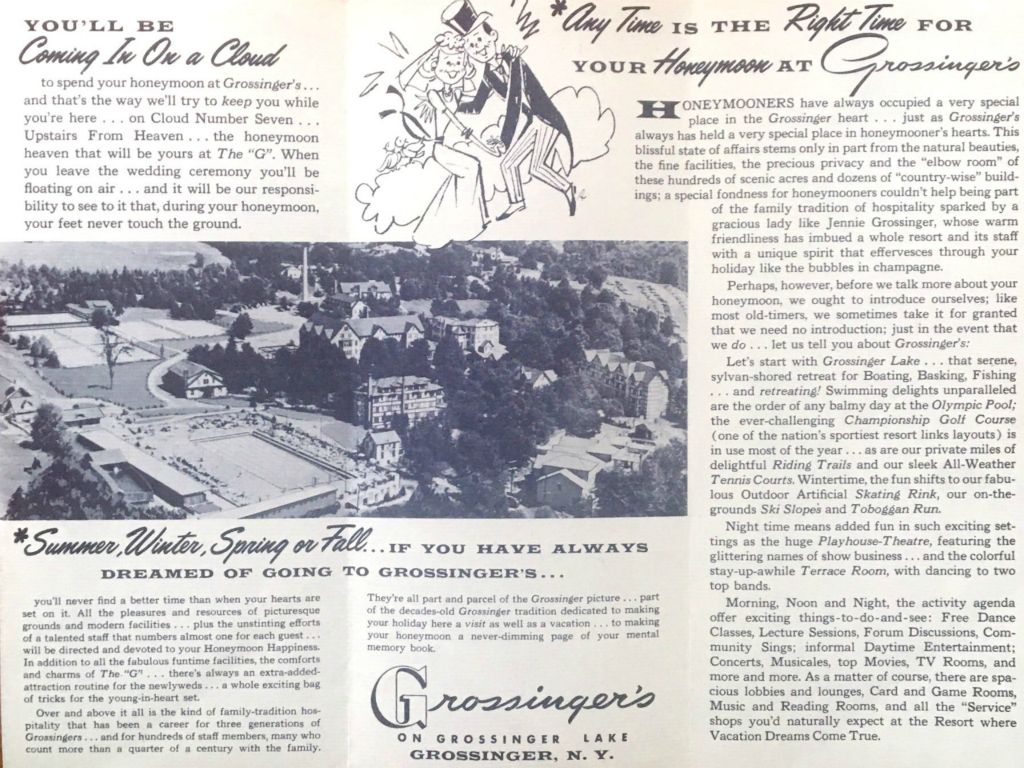 YOU'LL BE
Coming In On a Cloud
to spend your honeymoon at Grossinger's...
and that's the way we'll try to keep you while
you're here . . . on Cloud Number Seven . . .
Upstairs From Heaven . . . the honeymoon
heaven that will be yours at The "G". When
you leave the wedding ceremony you'll be
floating on air . . . and it will be our responsi-
bility to see to it that, during your honeymoon,
your feet never touch the ground.
*Summer, Winter, Spring or Fall...IF YOU HAVE ALWAYS
DREAMED OF GOING TO GROSSINGER'S...
you'll never find a better time than when your hearts are
set on it. All the pleasures and resources of picturesque
grounds and modern facilities . . . plus the unstinting efforts
of a talented staff that numbers almost one for each guest . . .
will be directed and devoted to your Honeymoon Happiness.
In addition to all the fabulous funtime facilities, the comforts
and charms of The "G" . . . there's always an extra-added-
attraction routine for the newlyweds . . . a whole exciting bag
of tricks for the young-in-heart set.
Over and above it all is the kind of family-tradition hos-
pitality that has been a career for three generations of
Grossingers . . . and for hundreds of staff members, many who
count more than a quarter of a century with the family.
They're all part and parcel of the Grossinger picture . . . part
of the decades-old Grossinger tradition dedicated to making
your holiday here a visit as well as a vacation . . . to making
your honeymoon a never-dimming page of your mental
memory book.
Grossinger's
ON GROSSINGER LAKE
GROSSINGER, N. Y.
*Any Time IS THE Right Time FOR
YOUR Honeymoon AT Grossinger's
HONEYMOONERS have always occupied a very special
place in the Grossinger heart . . . just as Grossinger's
always has held a very special place in honeymooner's hearts. This
blissful state of affairs stems only in part from the natural beauties,
the fine facilities, the precious privacy and the "elbow room" of
these hundreds of scenic acres and dozens of "country-wise" build-
ings; a special fondness for honeymooners couldn't help being part
of the family tradition of hospitality sparked by a
gracious lady like Jennie Grossinger, whose warm
friendliness has imbued a whole resort and its staff
with a unique spirit that effervesces through your
holiday like the bubbles in champagne.
Perhaps, however, before we talk more about your
honeymoon, we ought to introduce ourselves; like
most old-timers, we sometimes take it for granted
that we need no introduction; just in the event that
we do . . . let us tell you about Grossinger's:
Let's start with Grossinger Lake . . . that serene,
sylvan-shored retreat for Boating, Basking, Fishing
. . . and retreating! Swimming delights unparalleled
are the order of any balmy day at the Olympic Pool;
the ever-challenging Championship Golf Course
(one of the nation's sportiest resort links layouts) is
in use most of the year . . . as are our private miles of
delightful Riding Trails and our sleek All-Weather
Tennis Courts. Wintertime, the fun shifts to our fabu-
lous Outdoor Artificial Skating Rink, our on-the-
grounds Ski Slopes and Toboggan Run.
Night time means added fun in such exciting set-
tings as the huge Playhouse-Theatre, featuring the
glittering names of show business . . . and the colorful
stay-up-awhile Terrace Room, with dancing to two
top bands.
Morning, Noon and Night, the activity agenda
offer exciting things-to-do-and-see: Free Dance
Classes, Lecture Sessions, Forum Discussions, Com-
munity Sings; informal Daytime Entertainment;
Concerts, Musicales, top Movies, TV Rooms, and
more and more. As a matter of course, there are spa-
cious lobbies and lounges, Card and Game Rooms,
Music and Reading Rooms, and all the "Service"
shops you'd naturally expect at the Resort where
Vacation Dreams Come True.